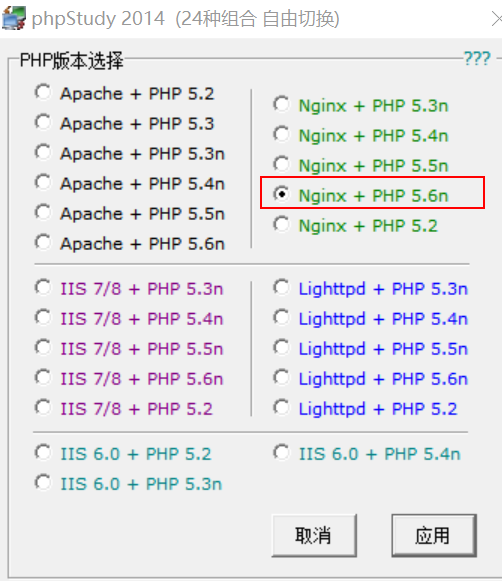 phpStudy 2014 (24种组合 自由切换)
PHP版本选择
???
Apache + PHP 5.2
Apache + PHP 5.3
Apache + PHP 5.3n
Apache + PHP 5.4n
Apache + PHP 5.5n
Apache + PHP 5.6n
Nginx + PHP 5.3n
Nginx + PHP 5.4n
Nginx + PHP 5.5n
Nginx + PHP 5.6n
Nginx + PHP 5.2
IIS 7/8 + PHP 5.3n
IIS 7/8 + PHP 5.4n
IIS 7/8 + PHP 5.5n
IIS 7/8 + PHP 5.6n
IIS 7/8 + PHP 5.2
Lighttpd + PHP 5.3n
Lighttpd + PHP 5.4n
Lighttpd + PHP 5.5n
Lighttpd + PHP 5.6n
Lighttpd + PHP 5.2
IIS 6.0 + PHP 5.2
IIS 6.0 + PHP 5.3n
IIS 6.0 + PHP 5.4n
取消
应用